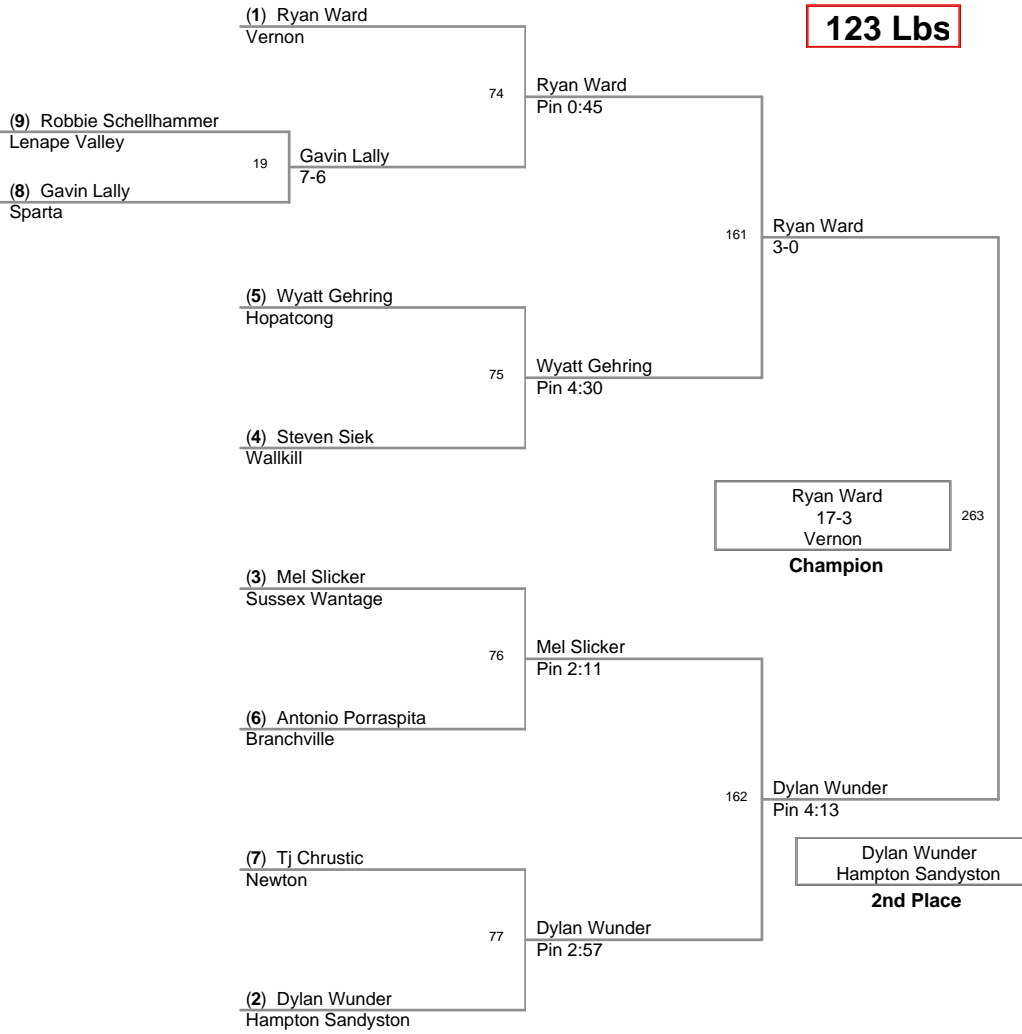 (1) Ryan Ward
Vernon
123 Lbs
74
Ryan Ward
Pin 0:45
(9) Robbie Schellhammer
Lenape Valley
19
Gavin Lally
7-6
(8) Gavin Lally
Sparta
161
Ryan Ward
3-0
(5) Wyatt Gehring
Hopatcong
75
Wyatt Gehring
Pin 4:30
(4) Steven Siek
Wallkill
Ryan Ward
17-3
Vernon
263
Champion
(3) Mel Slicker
Sussex Wantage
76
Mel Slicker
Pin 2:11
(6) Antonio Porraspita
Branchville
162
Dylan Wunder
Pin 4:13
(7) Tj Chrustic
Newton
Dylan Wunder
Hampton Sandyston
2nd Place
77
Dylan Wunder
Pin 2:57
(2) Dylan Wunder
Hampton Sandyston